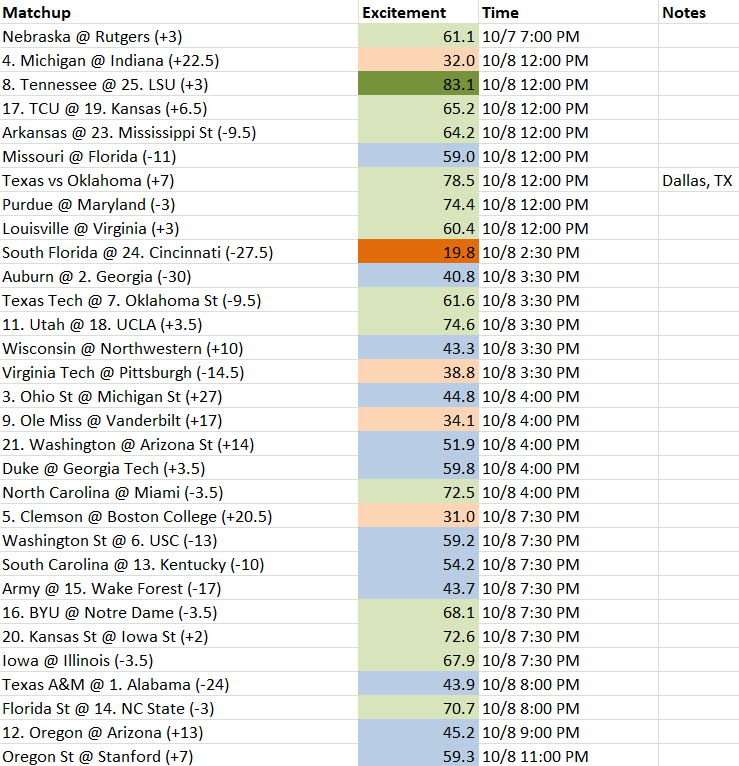 Matchup Excitement Time Notes
Nebraska @ Rutgers (+3) 61.1 10/7 7:00 PM
4. Michigan @ Indiana (+22.5) 32.0 10/8 12:00 PM
8. Tennessee @ 25. LSU (+3) 83.1 10/8 12:00 PM
17. TCU @ 19. Kansas (+6.5) 65.2 10/8 12:00 PM
Arkansas @ 23. Mississippi St (-9.5) 64.2 10/8 12:00 PM
Missouri @ Florida (-11) 59.0 10/8 12:00 PM
Texas vs Oklahoma (+7) 78.5 10/8 12:00 PM Dallas, TX
Purdue @ Maryland (-3) 74.4 10/8 12:00 PM
Louisville @ Virginia (+3) 60.4 10/8 12:00 PM
South Florida @ 24. Cincinnati (-27.5) 19.8 10/8 2:30 PM
Auburn @ 2. Georgia (-30) 40.8 10/8 3:30 PM
Texas Tech @ 7. Oklahoma St (-9.5) 61.6 10/8 3:30 PM
11. Utah @ 18. UCLA (+3.5) 74.6 10/8 3:30 PM
Wisconsin @ Northwestern (+10) 43.3 10/8 3:30 PM
Virginia Tech @ Pittsburgh (-14.5) 38.8 10/8 3:30 PM
3. Ohio St @ Michigan St (+27) 44.8 10/8 4:00 PM
9. Ole Miss @ Vanderbilt (+17) 34.1 10/8 4:00 PM
21. Washington @ Arizona St (+14) 51.9 10/8 4:00 PM
Duke @ Georgia Tech (+3.5) 59.8 10/8 4:00 PM
North Carolina @ Miami (-3.5) 72.5 10/8 4:00 PM
5. Clemson @ Boston College (+20.5) 31.0 10/8 7:30 PM
Washington St @ 6. USC (-13) 59.2 10/8 7:30 PM
South Carolina @ 13. Kentucky (-10) 54.2 10/8 7:30 PM
Army @ 15. Wake Forest (-17) 43.7 10/8 7:30 PM
16. BYU @ Notre Dame (-3.5) 68.1 10/8 7:30 PM
20. Kansas St @ Iowa St (+2) 72.6 10/8 7:30 PM
Iowa @ Illinois (-3.5) 67.9 10/8 7:30 PM
Texas A&M @ 1. Alabama (-24) 43.9 10/8 8:00 PM
Florida St @ 14. NC State (-3) 70.7 10/8 8:00 PM
12. Oregon @ Arizona (+13) 45.2 10/8 9:00 PM
Oregon St @ Stanford (+7) 59.3 10/8 11:00 PM